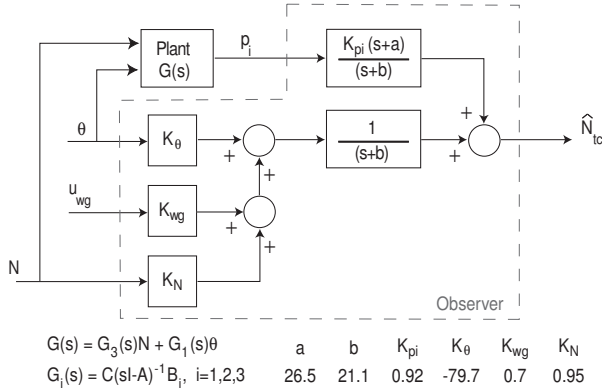 Plant
G(s)
p_i
K_pi (s+a)
(s+b)
θ
K_θ
1
(s+b)
N̂_tc
u_wg
K_wg
N
K_N
+
+
+
+
+
+
Observer
G(s) = G_3(s)N + G_1(s)θ
G_i(s) = C(sI-A)^-1 B_i, i=1,2,3
a b K_pi K_θ K_wg K_N
26.5 21.1 0.92 -79.7 0.7 0.95